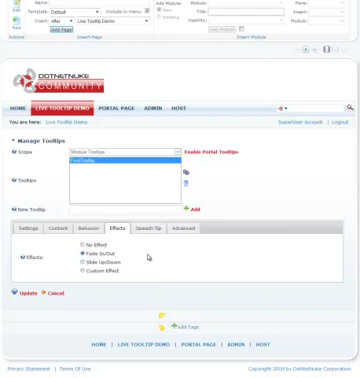 Name:
Add Module:
Module:
Pane:
Edit
Template: Default
Include in menu:
New
Title:
Insert:
Existing
Insert: After
Live Tooltip Demo
Visibility:
Module:
New
Add Page
Add Module
Actions
Insert Page
Insert Module
DOTNETNUKE
COMMUNITY
HOME
LIVE TOOLTIP DEMO
PORTAL PAGE
ADMIN
HOST
You are here: Live Tooltip Demo
SuperUser Account | Logout
Manage Tooltips
Scope
Module Tooltips
Enable Portal Tooltips
FirstTooltip
Tooltips
New Tooltip
Add
Settings
Content
Behavior
Effects
Speech Tip
Advanced
No Effect
Effects:
Fade In/Out
Slide Up/Down
Custom Effect
Update
Cancel
Add Tags
HOME | LIVE TOOLTIP DEMO | PORTAL PAGE | ADMIN | HOST
Privacy Statement | Terms Of Use
Copyright 2009 by DotNetNuke Corporation